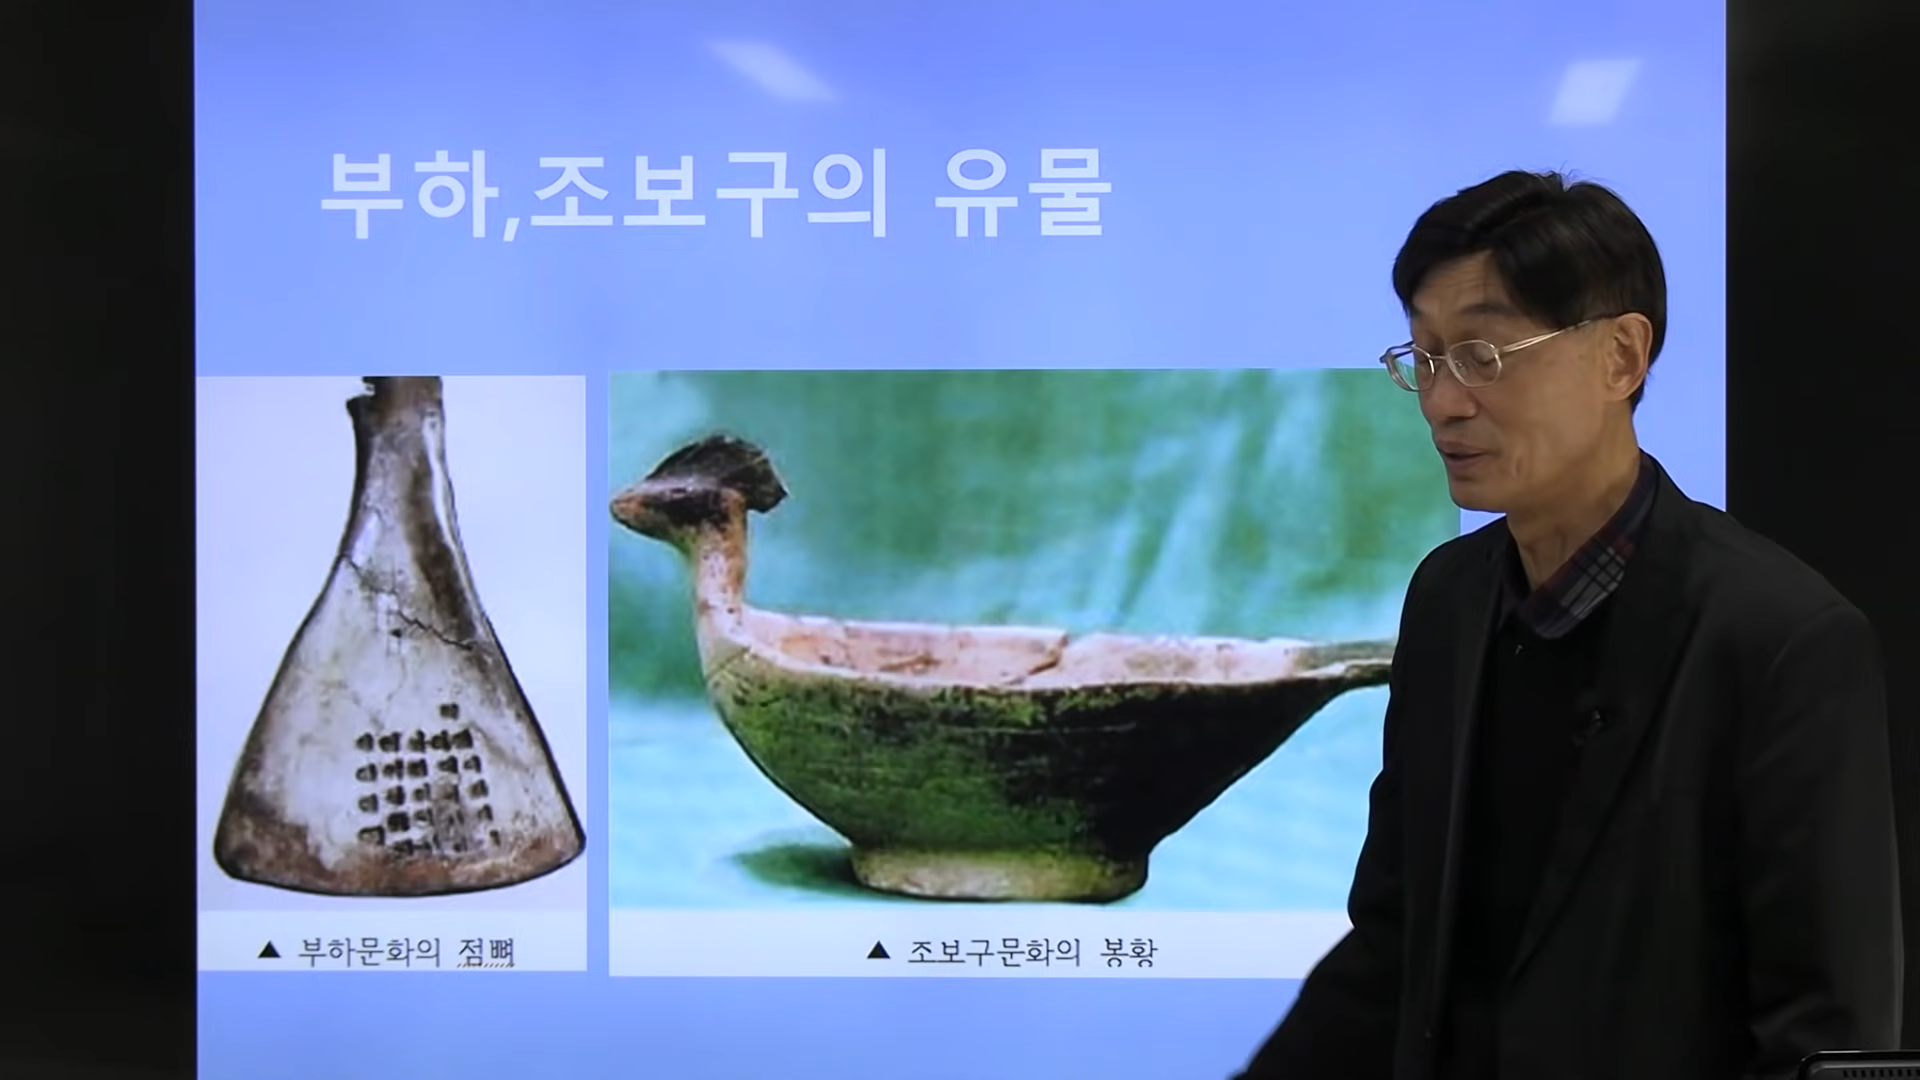 부하,조보구의 유물
▲ 부하문화의 점뼈
▲ 조보구문화의 봉황